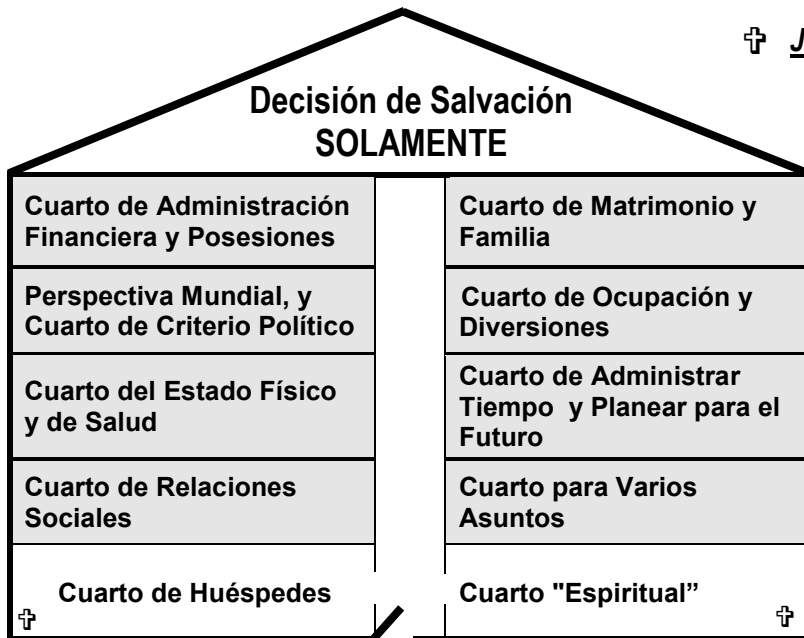 ✞ J
Decisión de Salvación
SOLAMENTE
Cuarto de Administración
Financiera y Posesiones
Cuarto de Matrimonio y
Familia
Perspectiva Mundial, y
Cuarto de Criterio Político
Cuarto de Ocupación y
Diversiones
Cuarto del Estado Físico
y de Salud
Cuarto de Administrar
Tiempo y Planear para el
Futuro
Cuarto de Relaciones
Sociales
Cuarto para Varios
Asuntos
Cuarto de Huéspedes
✞
Cuarto "Espiritual”
✞